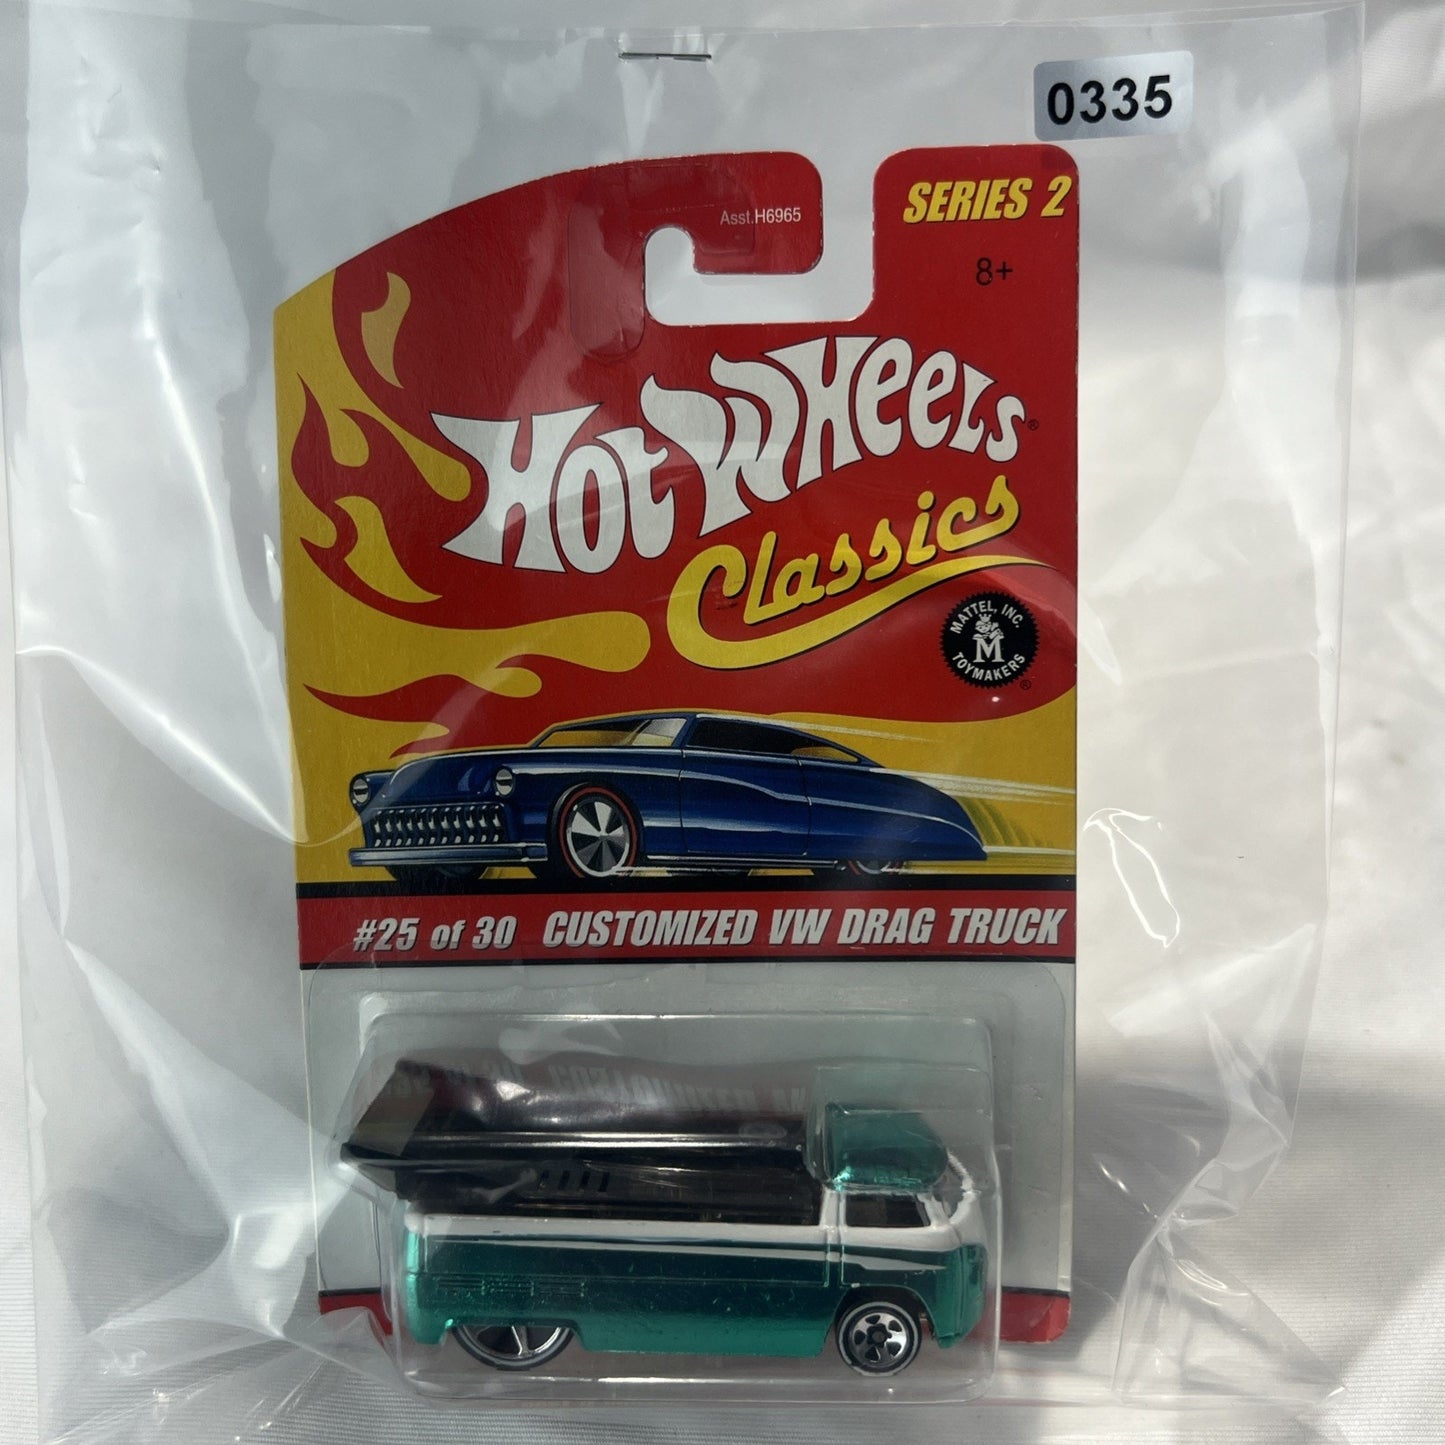 0335
Asst.H6965
SERIES 2
8+
HOT WHEELS®
Classics
MATTEL, INC.
M
TOYMAKERS
®
#25 of 30 CUSTOMIZED VW DRAG TRUCK